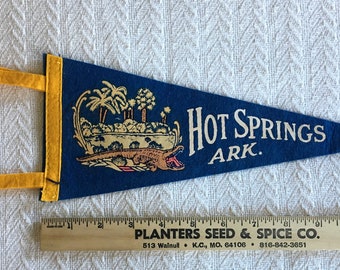 HOT SPRINGS
ARK.
PLANTERS SEED & SPICE CO.
513 Walnut • K.C., MO. 64106 • 816-842-3651